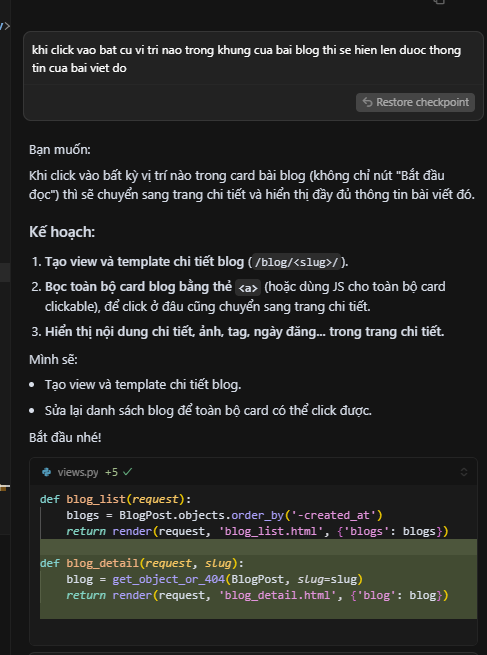 khi click vao bat cu vi tri nao trong khung cua bai blog thi se hien len duoc thong
tin cua bai viet do
Restore checkpoint
Bạn muốn:
Khi click vào bất kỳ vị trí nào trong card bài blog (không chỉ nút "Bắt đầu
đọc") thì sẽ chuyển sang trang chi tiết và hiển thị đầy đủ thông tin bài viết đó.
Kế hoạch:
1. Tạo view và template chi tiết blog ( /blog/<slug>/ ).
2. Bọc toàn bộ card blog bằng thẻ <a> (hoặc dùng JS cho toàn bộ card
clickable), để click ở đâu cũng chuyển sang trang chi tiết.
3. Hiển thị nội dung chi tiết, ảnh, tag, ngày đăng... trong trang chi tiết.
Mình sẽ:
• Tạo view và template chi tiết blog.
• Sửa lại danh sách blog để toàn bộ card có thể click được.
Bắt đầu nhé!
views.py +5
def blog_list(request):
    blogs = BlogPost.objects.order_by('-created_at')
    return render(request, 'blog_list.html', {'blogs': blogs})
def blog_detail(request, slug):
    blog = get_object_or_404(BlogPost, slug=slug)
    return render(request, 'blog_detail.html', {'blog': blog})